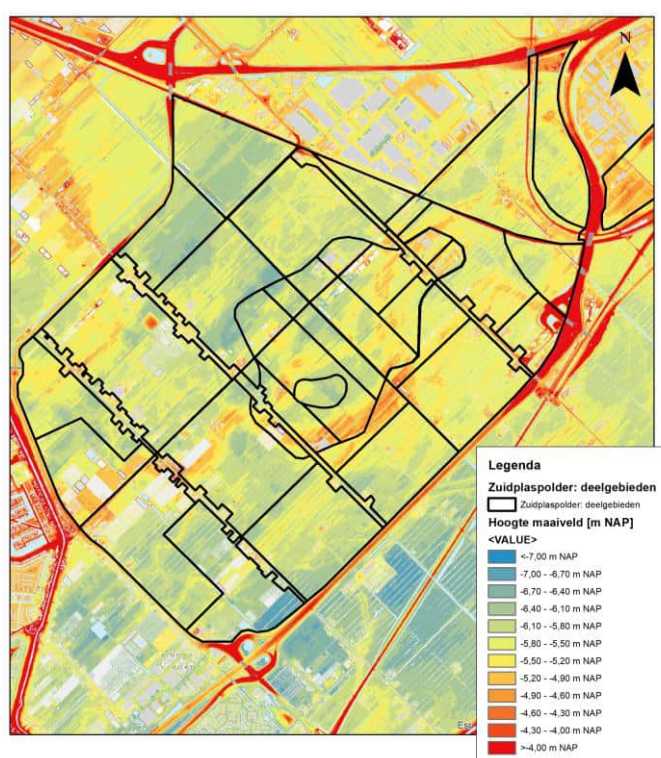 N
Legenda
Zuidplaspolder: deelgebieden
Zuidplaspolder: deelgebieden
Hoogte maaiveld [m NAP]
<VALUE>
<-7,00 m NAP
-7,00 - -6,70 m NAP
-6,70 - -6,40 m NAP
-6,40 - -6,10 m NAP
-6,10 - -5,80 m NAP
-5,80 - -5,50 m NAP
-5,50 - -5,20 m NAP
-5,20 - -4,90 m NAP
-4,90 - -4,60 m NAP
-4,60 - -4,30 m NAP
-4,30 - -4,00 m NAP
>-4,00 m NAP